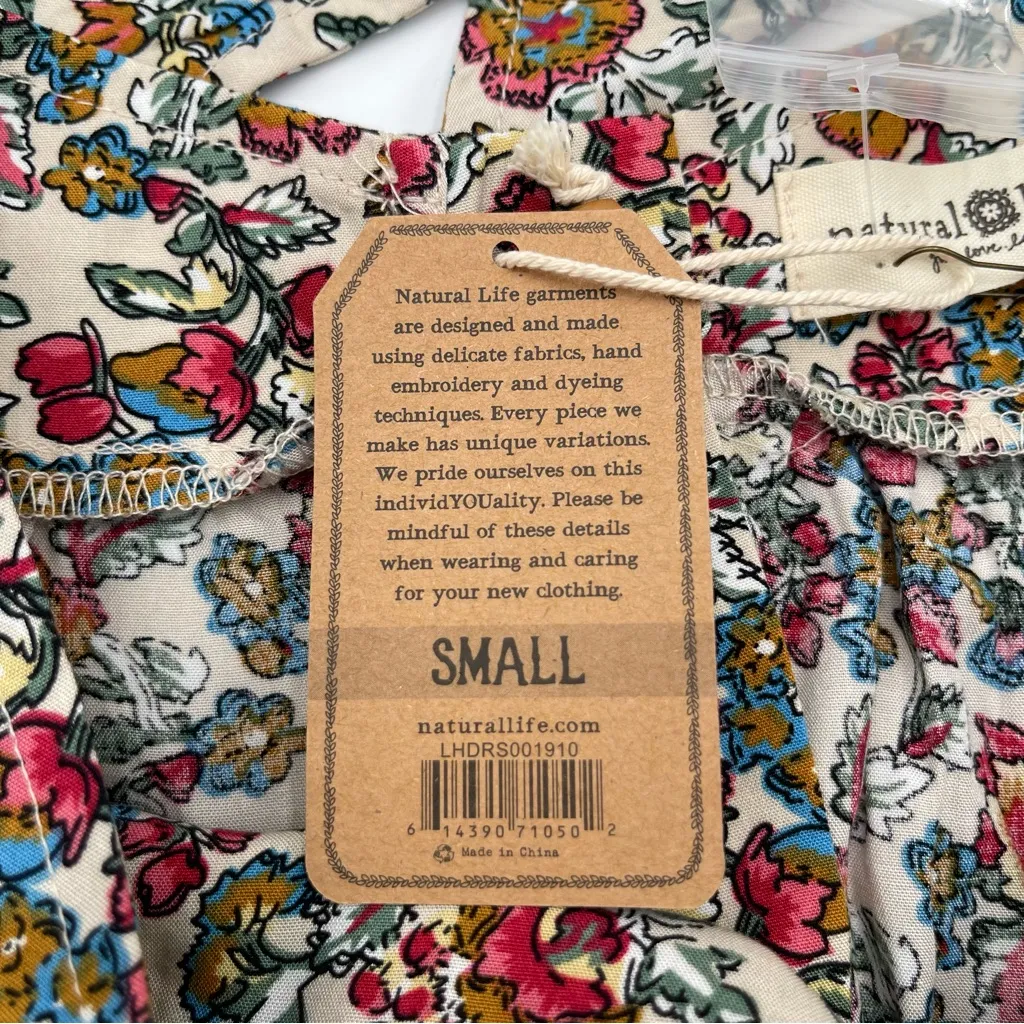 natural
love
Natural Life garments
are designed and made
using delicate fabrics, hand
embroidery and dyeing
techniques. Every piece we
make has unique variations.
We pride ourselves on this
individYOUality. Please be
mindful of these details
when wearing and caring
for your new clothing.
SMALL
naturallife.com
LHDRS001910
6 14390 71050 2
Made in China